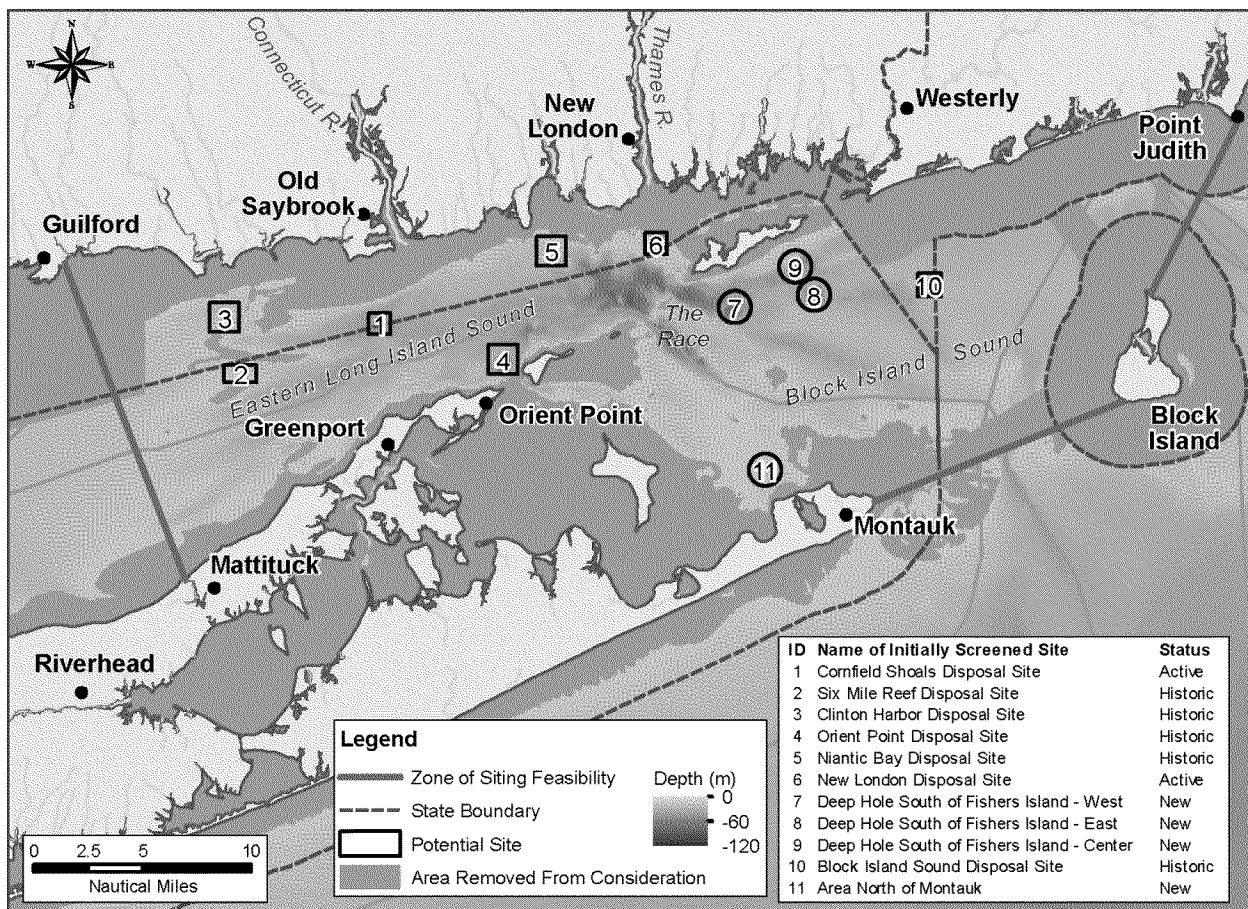 N
W
E
S
Connecticut R.
Thames R.
New
London
Westerly
Point
Judith
Old
Saybrook
Guilford
5
6
9
8
7
10
3
1
2
4
The
Race
Eastern Long Island Sound
Block Island Sound
Orient Point
Greenport
Block
Island
11
Montauk
Mattituck
Riverhead
Legend
Zone of Siting Feasibility
State Boundary
Potential Site
Area Removed From Consideration
Depth (m)
0
-60
-120
0 2.5 5 10
Nautical Miles
ID Name of Initially Screened Site Status
1 Cornfield Shoals Disposal Site Active
2 Six Mile Reef Disposal Site Historic
3 Clinton Harbor Disposal Site Historic
4 Orient Point Disposal Site Historic
5 Niantic Bay Disposal Site Historic
6 New London Disposal Site Active
7 Deep Hole South of Fishers Island - West New
8 Deep Hole South of Fishers Island - East New
9 Deep Hole South of Fishers Island - Center New
10 Block Island Sound Disposal Site Historic
11 Area North of Montauk New